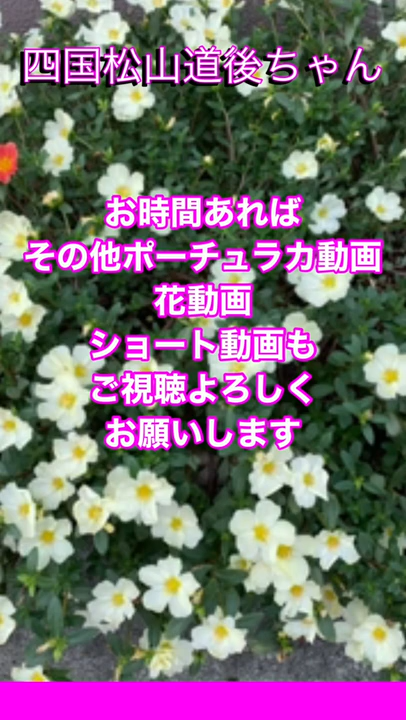 四国松山道後ちゃん
お時間あれば
その他ポーチュラカ動画
花動画
ショート動画も
ご視聴よろしく
お願いします